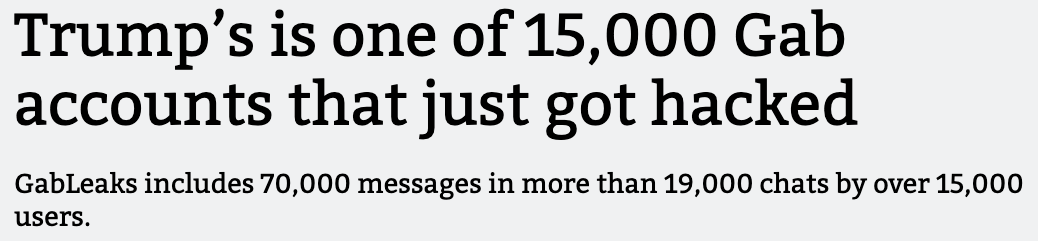 Trump’s is one of 15,000 Gab
accounts that just got hacked
GabLeaks includes 70,000 messages in more than 19,000 chats by over 15,000
users.